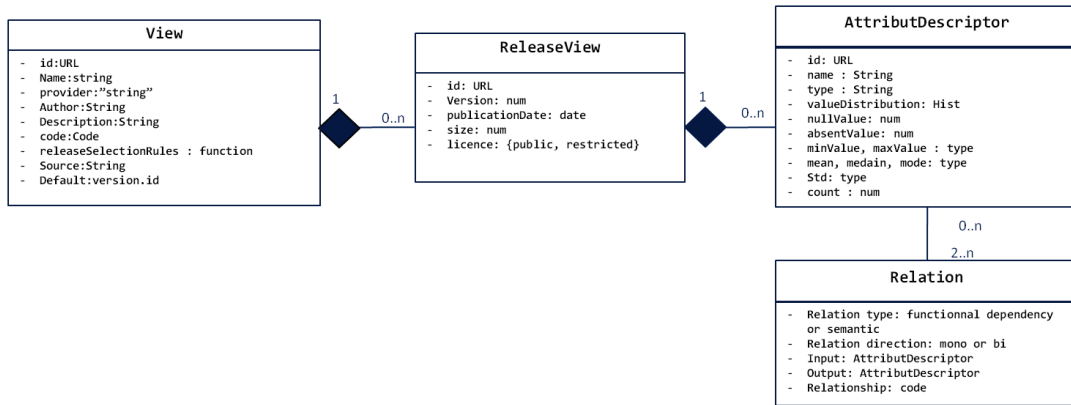 View
- id:URL
- Name:string
- provider:”string”
- Author:String
- Description:String
- code:Code
- releaseSelectionRules : function
- Source:String
- Default:version.id
1
0..n
ReleaseView
- id: URL
- Version: num
- publicationDate: date
- size: num
- licence: {public, restricted}
1
0..n
AttributDescriptor
- id: URL
- name : String
- type : String
- valueDistribution: Hist
- nullValue: num
- absentValue: num
- minValue, maxValue : type
- mean, medain, mode: type
- Std: type
- count : num
0..n
2..n
Relation
- Relation type: functionnal dependency
or semantic
- Relation direction: mono or bi
- Input: AttributDescriptor
- Output: AttributDescriptor
- Relationship: code